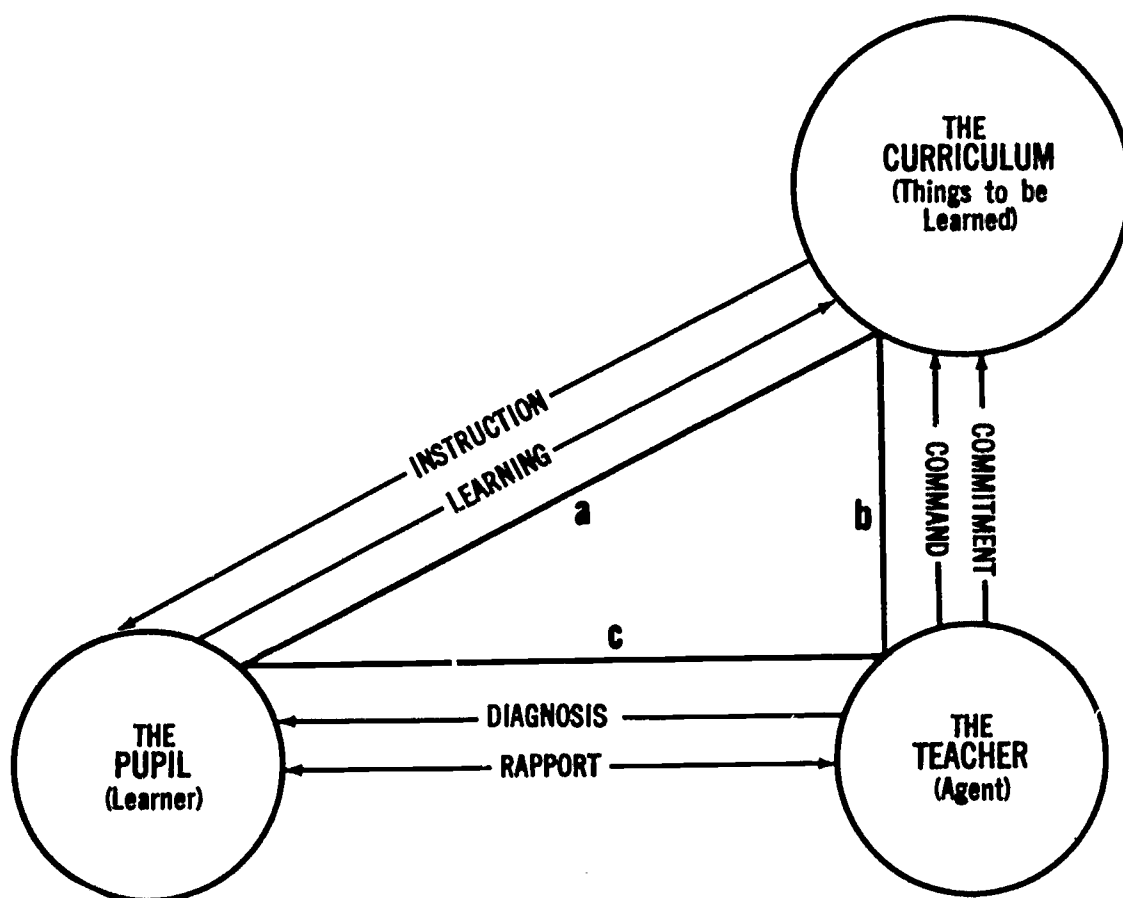 THE
CURRICULUM
(Things to be
Learned)
INSTRUCTION
LEARNING
a
b
COMMAND
COMMITMENT
c
DIAGNOSIS
RAPPORT
THE
PUPIL
(Learner)
THE
TEACHER
(Agent)